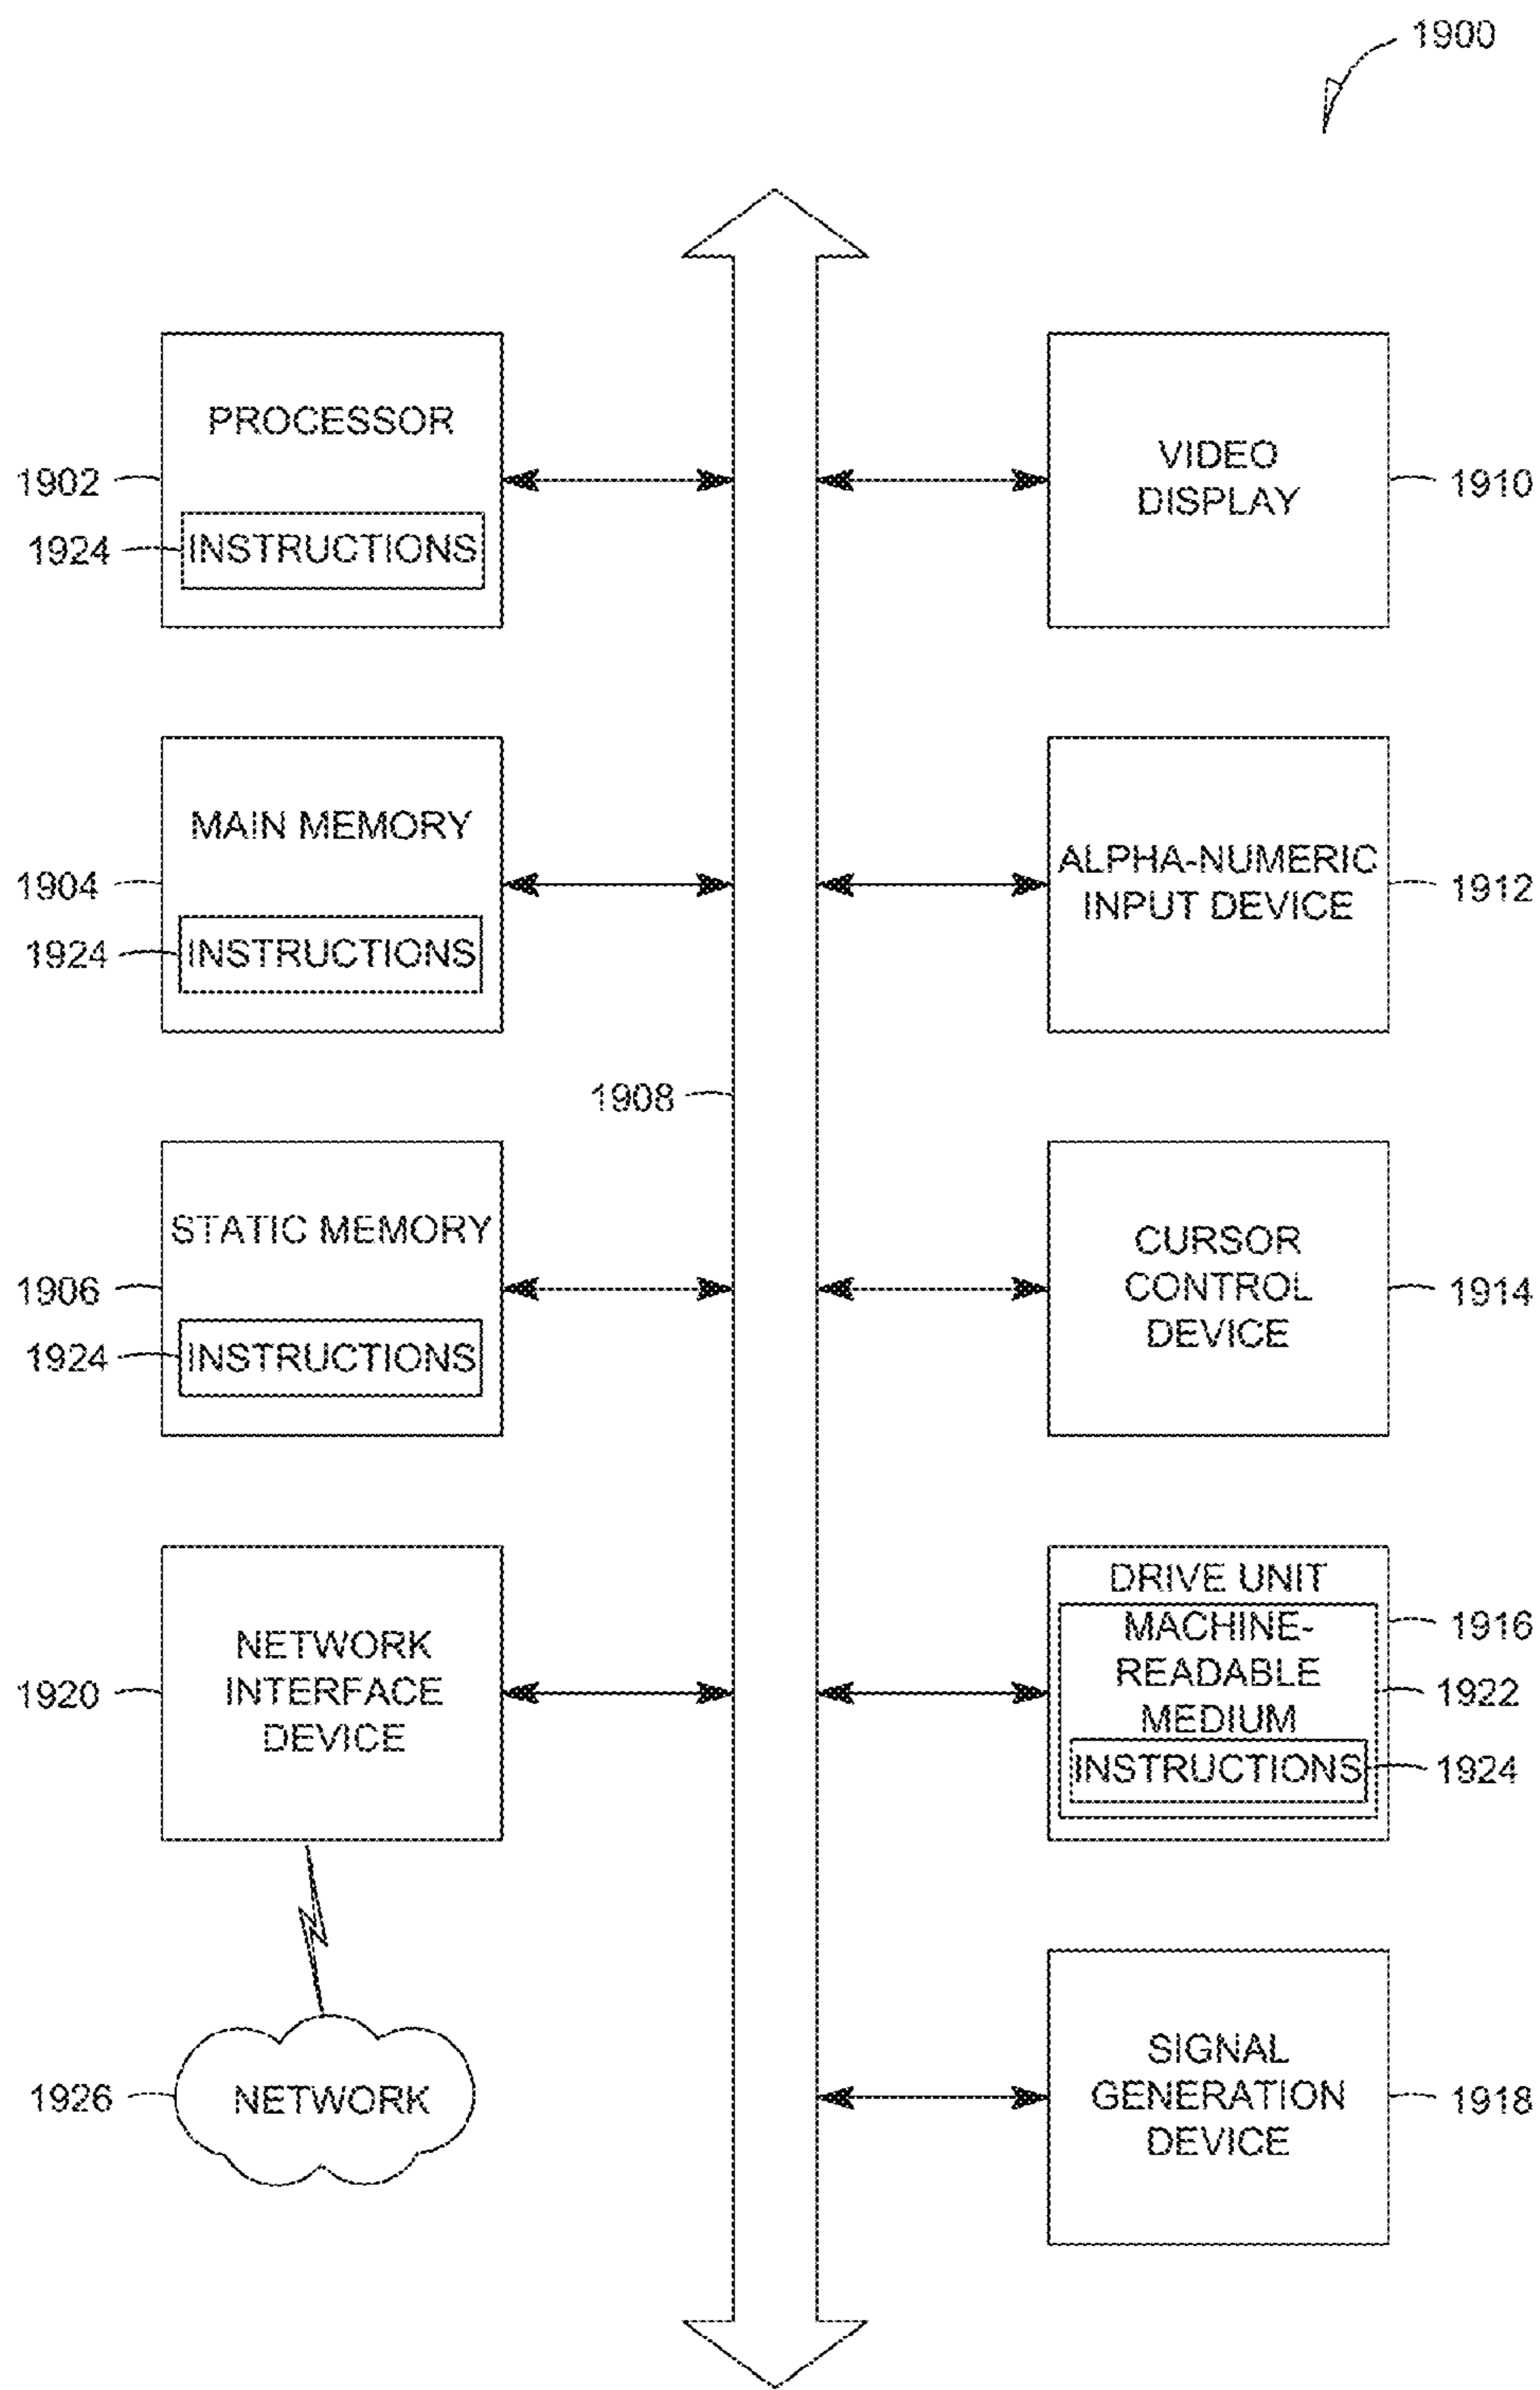 1900
PROCESSOR
1902
1924
INSTRUCTIONS
MAIN MEMORY
1904
1924
INSTRUCTIONS
1908
STATIC MEMORY
1906
1924
INSTRUCTIONS
NETWORK
INTERFACE
DEVICE
1920
1926
NETWORK
VIDEO
DISPLAY
1910
ALPHA-NUMERIC
INPUT DEVICE
1912
CURSOR
CONTROL
DEVICE
1914
DRIVE UNIT
1916
MACHINE-
READABLE
MEDIUM
1922
INSTRUCTIONS
1924
SIGNAL
GENERATION
DEVICE
1918